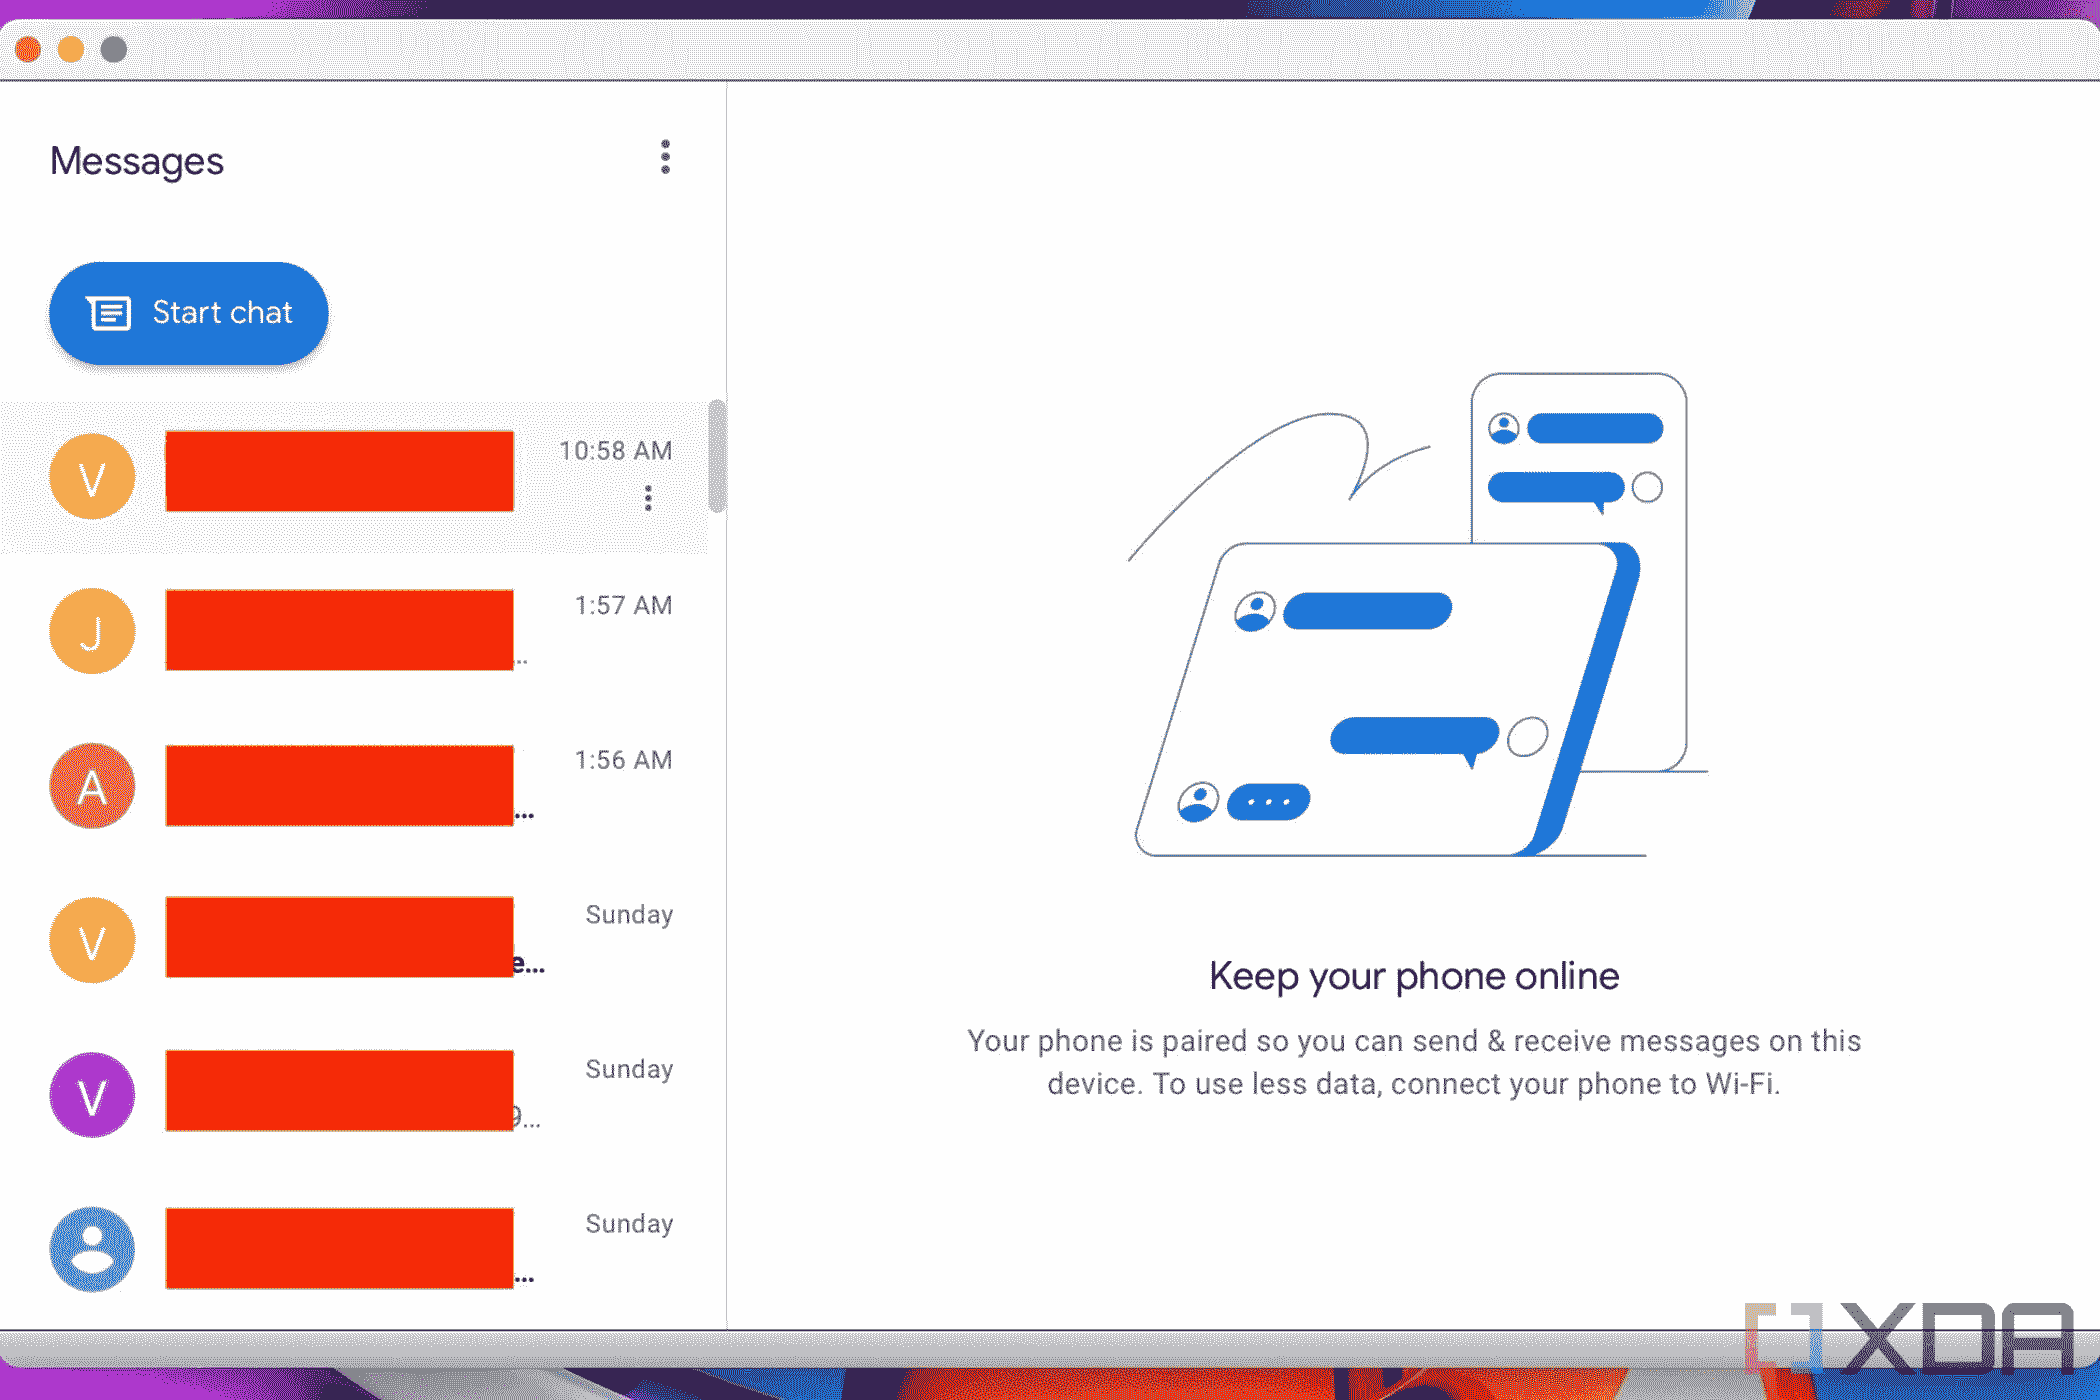 Messages
Start chat
V
10:58 AM
J
1:57 AM
...
A
1:56 AM
...
V
Sunday
e...
V
Sunday
9...
Sunday
...
Keep your phone online
Your phone is paired so you can send & receive messages on this
device. To use less data, connect your phone to Wi-Fi.
XDA